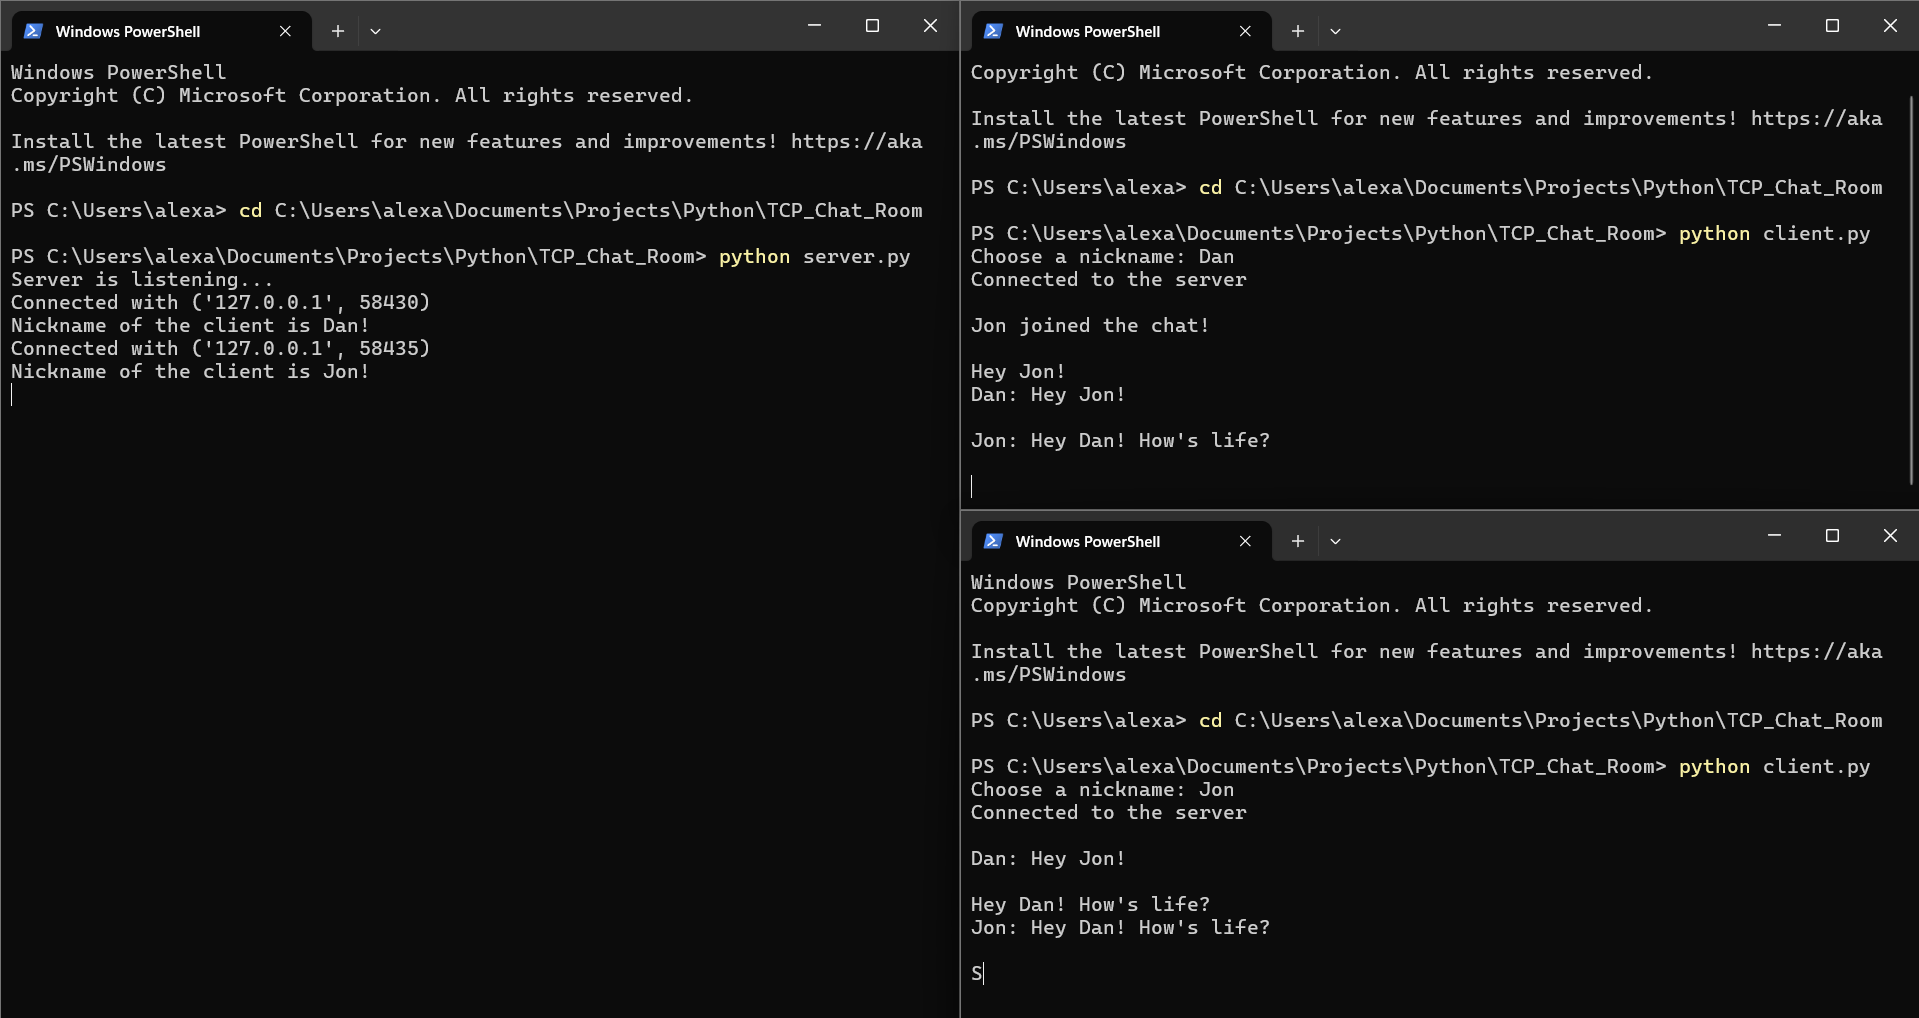 Windows PowerShell
Windows PowerShell
Copyright (C) Microsoft Corporation. All rights reserved.
Install the latest PowerShell for new features and improvements! https://aka
.ms/PSWindows
PS C:\Users\alexa> cd C:\Users\alexa\Documents\Projects\Python\TCP_Chat_Room
PS C:\Users\alexa\Documents\Projects\Python\TCP_Chat_Room> python server.py
Server is listening...
Connected with ('127.0.0.1', 58430)
Nickname of the client is Dan!
Connected with ('127.0.0.1', 58435)
Nickname of the client is Jon!
Windows PowerShell
Copyright (C) Microsoft Corporation. All rights reserved.
Install the latest PowerShell for new features and improvements! https://aka
.ms/PSWindows
PS C:\Users\alexa> cd C:\Users\alexa\Documents\Projects\Python\TCP_Chat_Room
PS C:\Users\alexa\Documents\Projects\Python\TCP_Chat_Room> python client.py
Choose a nickname: Dan
Connected to the server
Jon joined the chat!
Hey Jon!
Dan: Hey Jon!
Jon: Hey Dan! How's life?
Windows PowerShell
Windows PowerShell
Copyright (C) Microsoft Corporation. All rights reserved.
Install the latest PowerShell for new features and improvements! https://aka
.ms/PSWindows
PS C:\Users\alexa> cd C:\Users\alexa\Documents\Projects\Python\TCP_Chat_Room
PS C:\Users\alexa\Documents\Projects\Python\TCP_Chat_Room> python client.py
Choose a nickname: Jon
Connected to the server
Dan: Hey Jon!
Hey Dan! How's life?
Jon: Hey Dan! How's life?
S